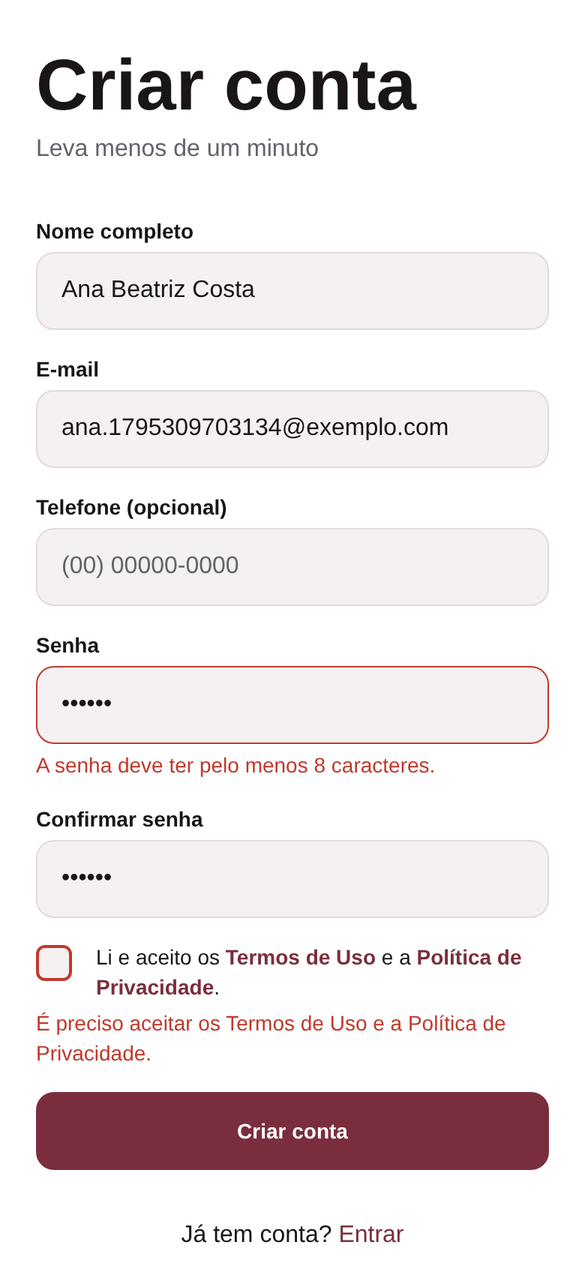 Criar conta
Leva menos de um minuto
Nome completo
Ana Beatriz Costa
E-mail
ana.1795309703134@exemplo.com
Telefone (opcional)
(00) 00000-0000
Senha
••••••
A senha deve ter pelo menos 8 caracteres.
Confirmar senha
••••••
Li e aceito os Termos de Uso e a Política de
Privacidade.
É preciso aceitar os Termos de Uso e a Política de
Privacidade.
Criar conta
Já tem conta? Entrar